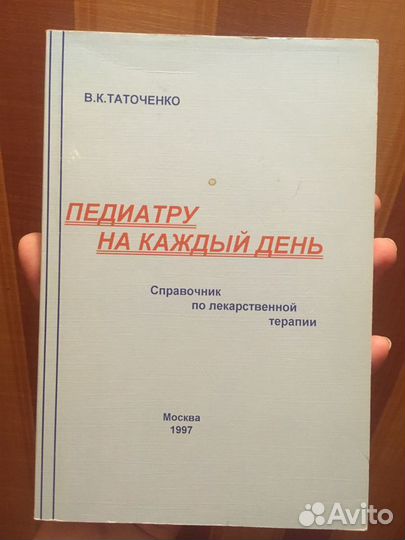 В.К.ТАТОЧЕНКО
ПЕДИАТРУ
НА КАЖДЫЙ ДЕНЬ
Справочник
по лекарственной
терапии
Москва
1997
Avito